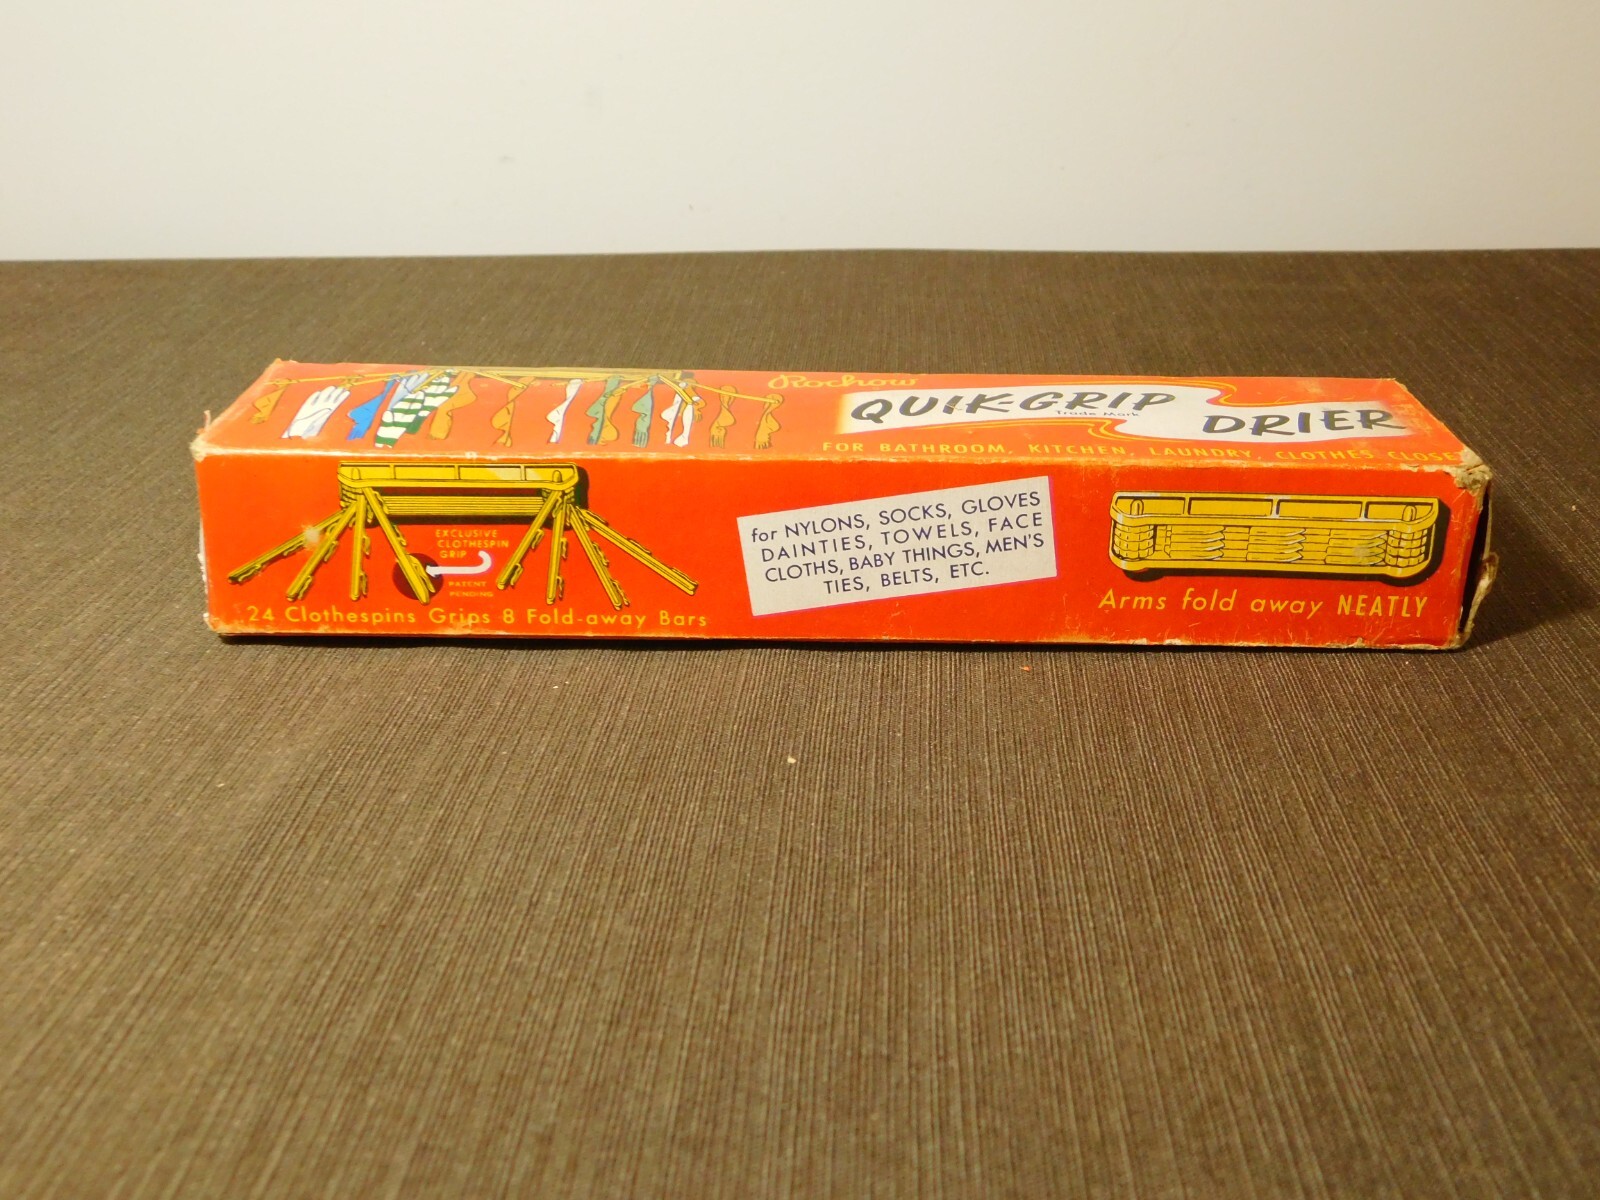 Rochow
QUIK-GRIP
Trade Mark
DRIER
FOR BATHROOM, KITCHEN, LAUNDRY, CLOTHES CLOSE
EXCLUSIVE
CLOTHESPIN
GRIP
PATENT
PENDING
24 Clothespins Grips 8 Fold-away Bars
for NYLONS, SOCKS, GLOVES
DAINTIES, TOWELS, FACE
CLOTHS, BABY THINGS, MEN'S
TIES, BELTS, ETC.
Arms fold away NEATLY